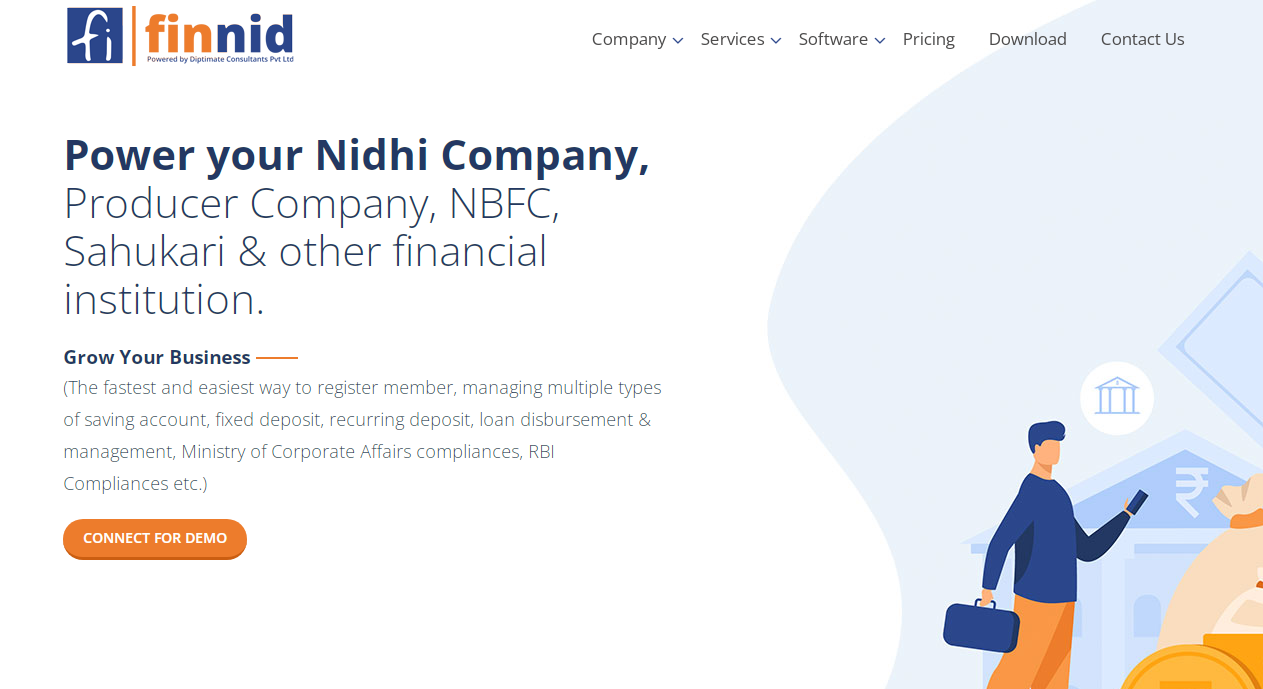 fi finnid
Powered by Diptimate Consultants Pvt Ltd
Company Services Software Pricing Download Contact Us
Power your Nidhi Company,
Producer Company, NBFC,
Sahukari & other financial
institution.
Grow Your Business
(The fastest and easiest way to register member, managing multiple types
of saving account, fixed deposit, recurring deposit, loan disbursement &
management, Ministry of Corporate Affairs compliances, RBI
Compliances etc.)
CONNECT FOR DEMO
₹